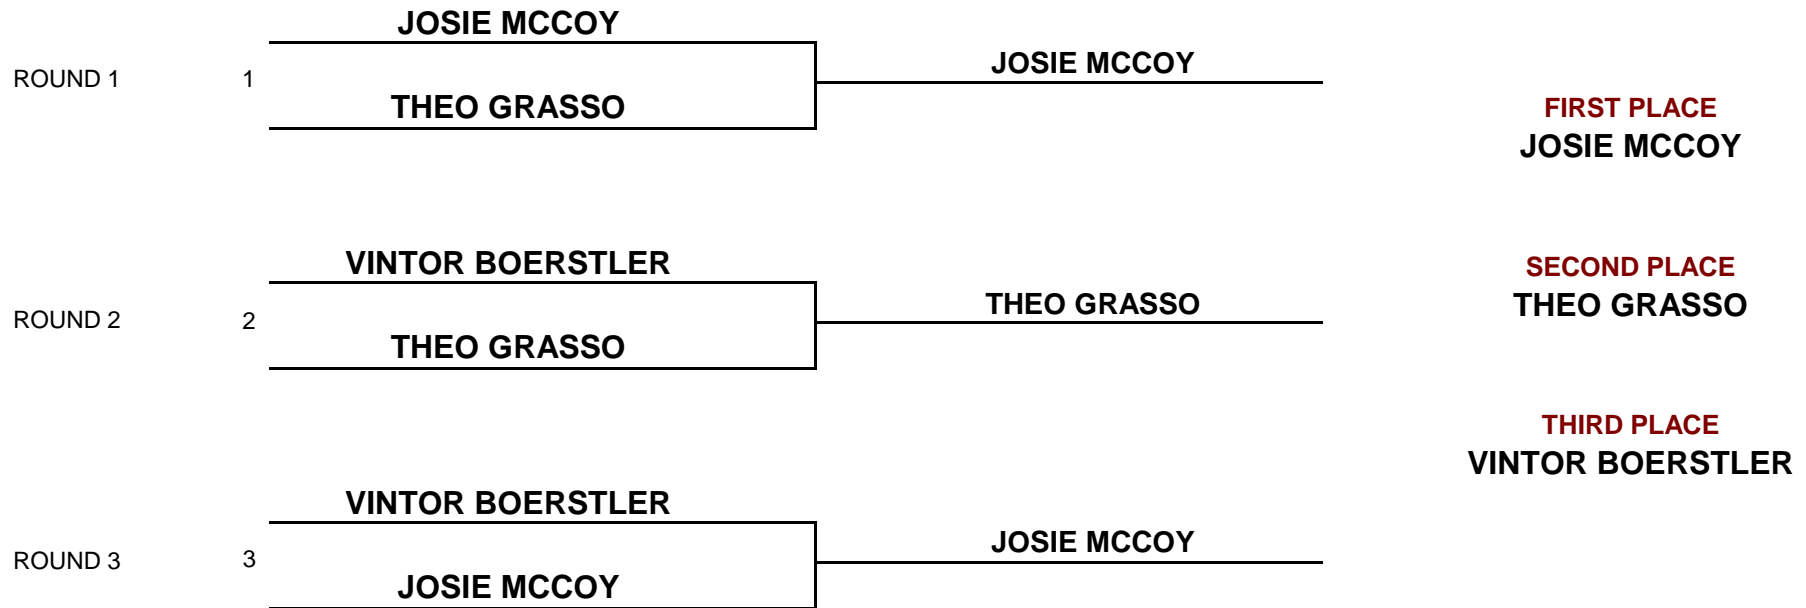 JOSIE MCCOY
ROUND 1 1 JOSIE MCCOY
THEO GRASSO
FIRST PLACE
JOSIE MCCOY
VINTOR BOERSTLER
ROUND 2 2 THEO GRASSO
THEO GRASSO
SECOND PLACE
THEO GRASSO
THIRD PLACE
VINTOR BOERSTLER
VINTOR BOERSTLER
ROUND 3 3 JOSIE MCCOY
JOSIE MCCOY